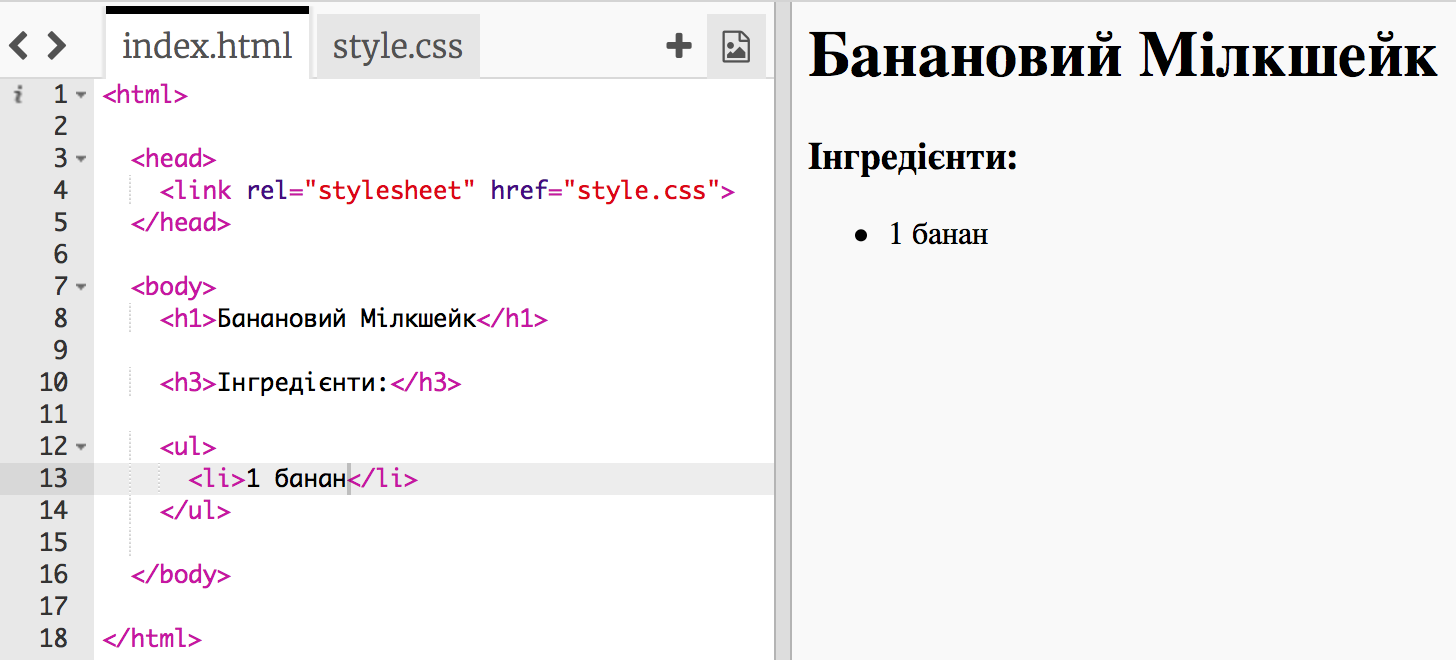 index.html style.css
1 <html>
2
3 <head>
4 <link rel="stylesheet" href="style.css">
5 </head>
6
7 <body>
8 <h1>Банановий Мілкшейк</h1>
9
10 <h3>Інгредієнти:</h3>
11
12 <ul>
13 <li>1 банан</li>
14 </ul>
15
16 </body>
17
18 </html>
Банановий Мілкшейк
Інгредієнти:
• 1 банан